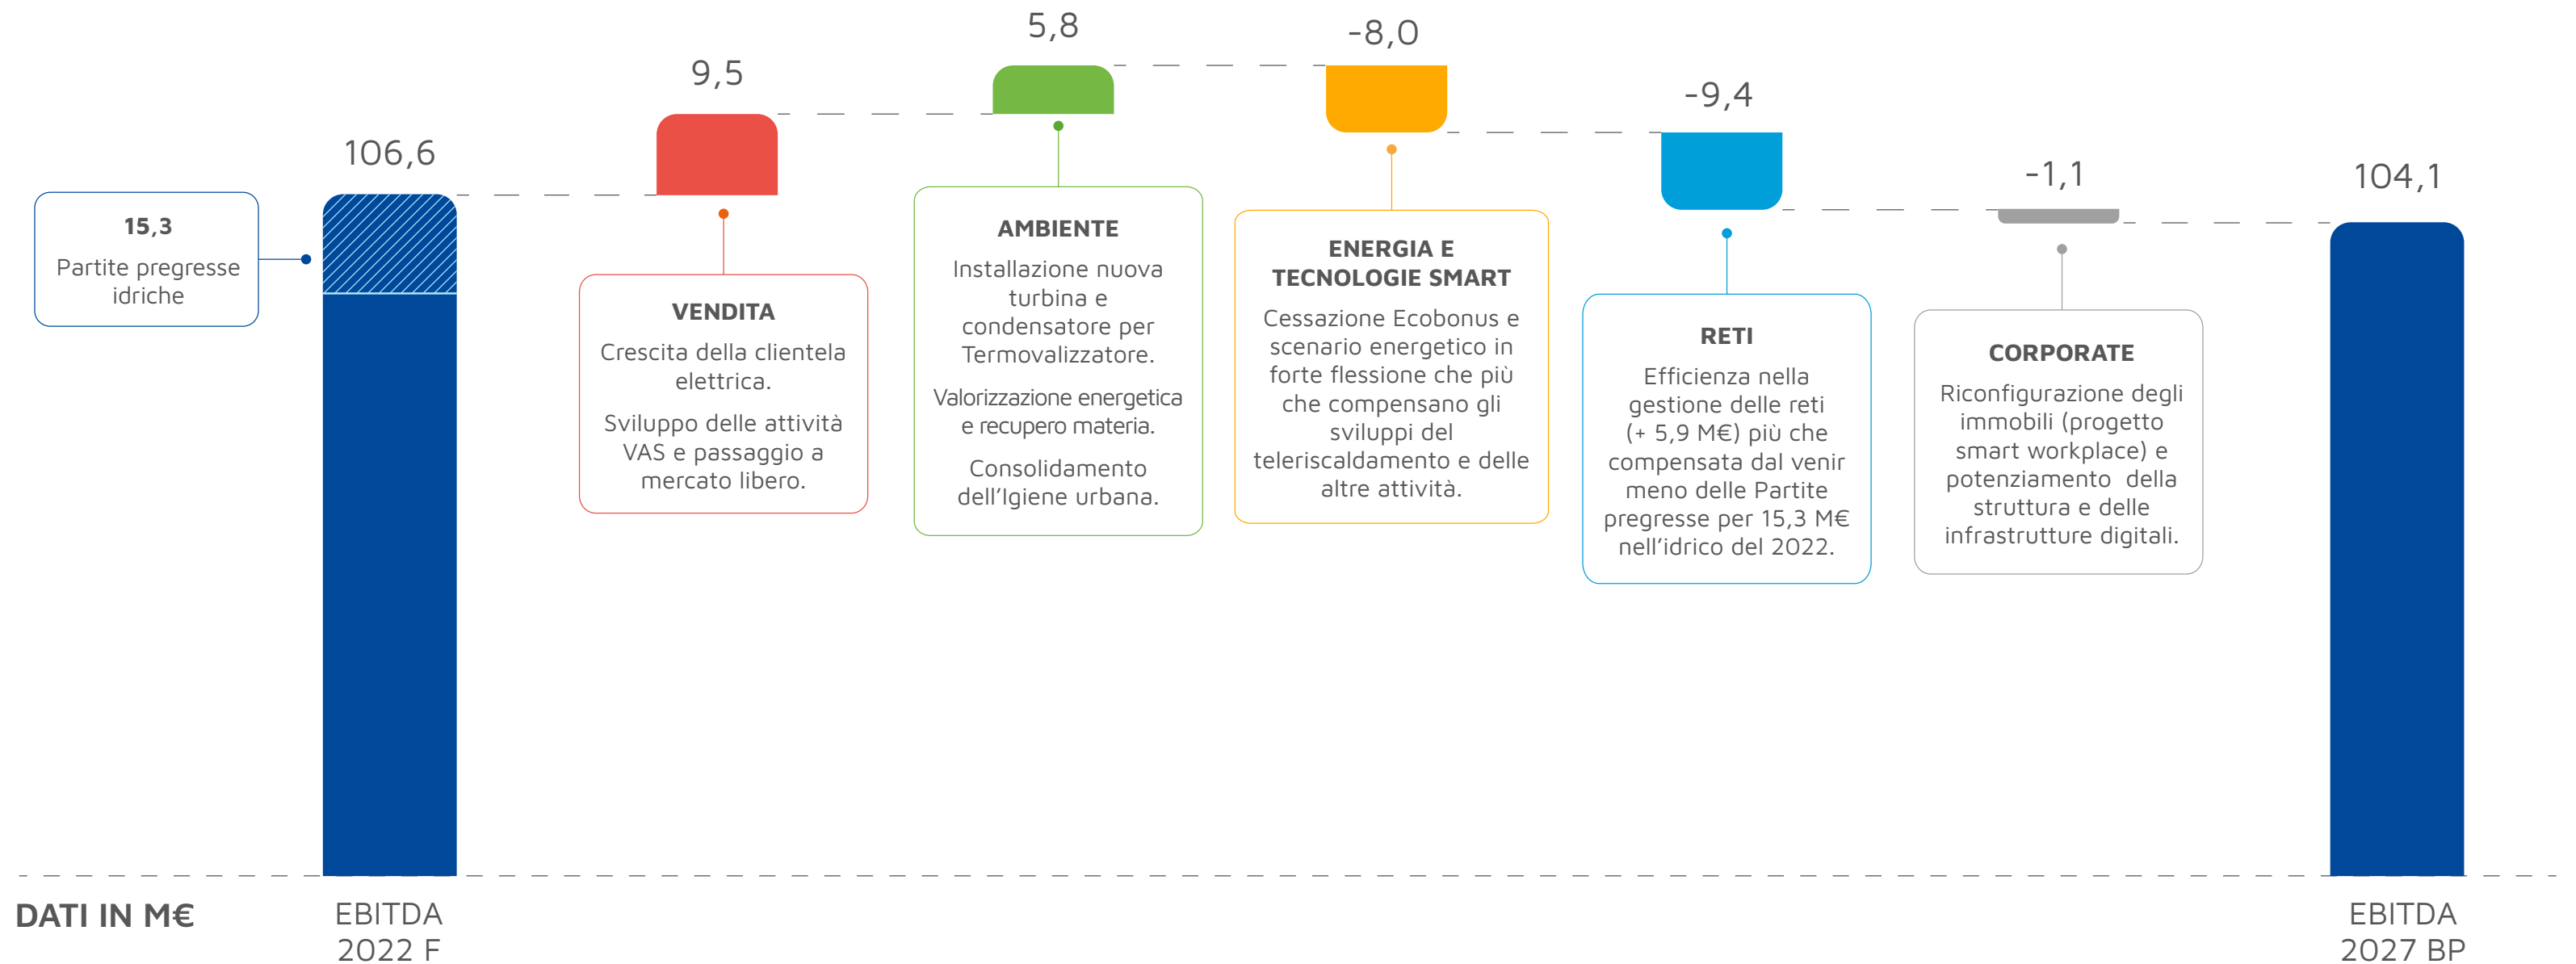 106,6
15,3
Partite pregresse
idriche
9,5
VENDITA
Crescita della clientela
elettrica.
Sviluppo delle attività
VAS e passaggio a
mercato libero.
5,8
AMBIENTE
Installazione nuova
turbina e
condensatore per
Termovalizzatore.
Valorizzazione energetica
e recupero materia.
Consolidamento
dell'Igiene urbana.
-8,0
ENERGIA E
TECNOLOGIE SMART
Cessazione Ecobonus e
scenario energetico in
forte flessione che più
che compensano gli
sviluppi del
teleriscaldamento e delle
altre attività.
-9,4
RETI
Efficienza nella
gestione delle reti
(+ 5,9 M€) più che
compensata dal venir
meno delle Partite
pregresse per 15,3 M€
nell'idrico del 2022.
-1,1
CORPORATE
Riconfigurazione degli
immobili (progetto
smart workplace) e
potenziamento della
struttura e delle
infrastrutture digitali.
104,1
DATI IN M€
EBITDA
2022 F
EBITDA
2027 BP